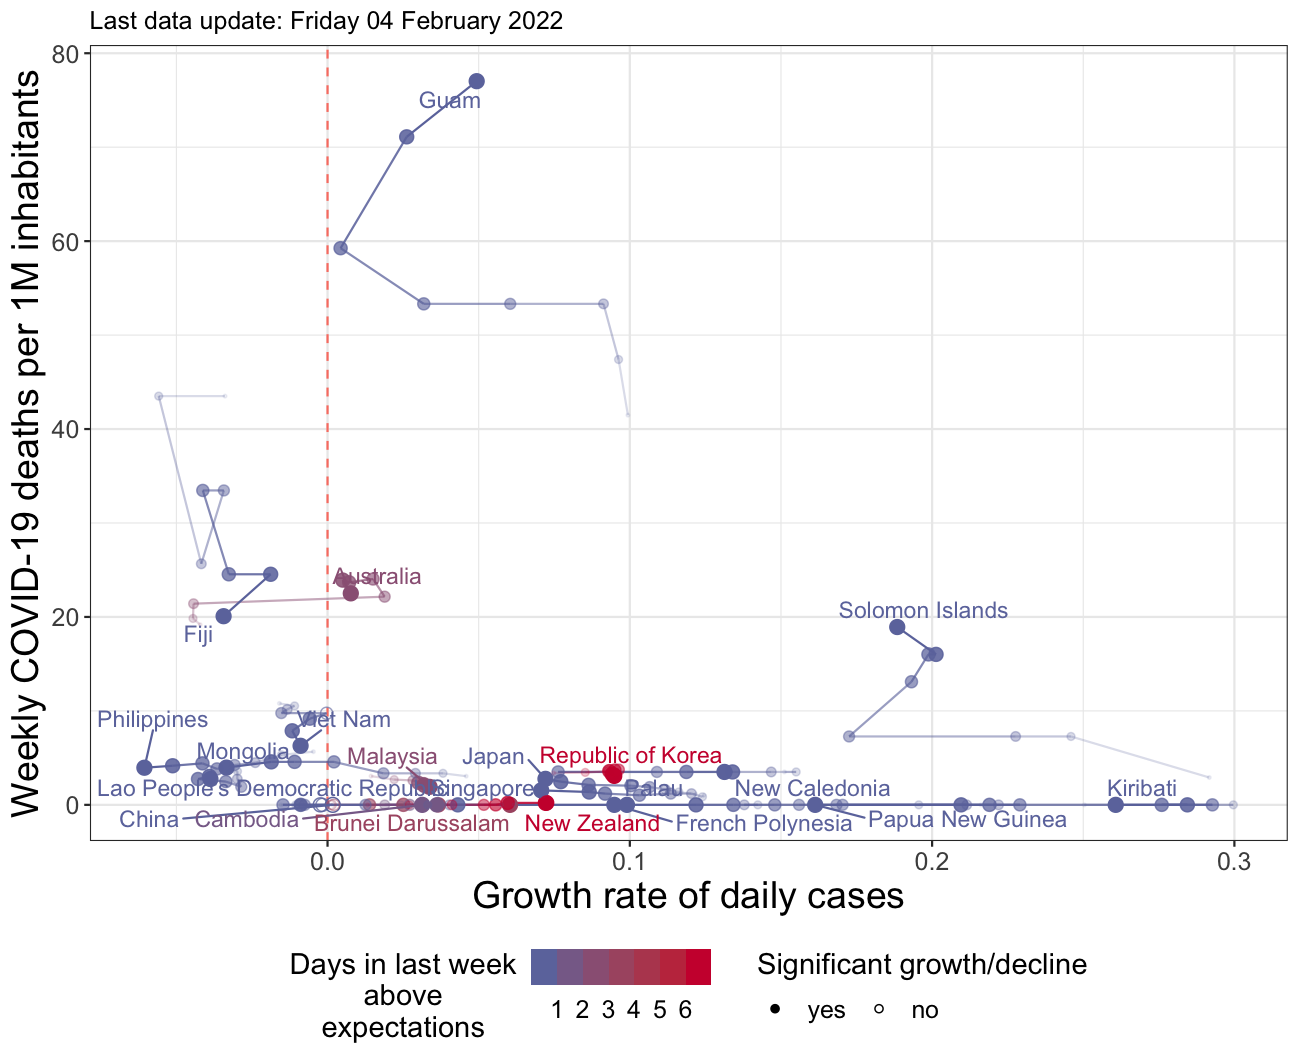 Last data update: Friday 04 February 2022
Weekly COVID-19 deaths per 1M inhabitants
80
60
40
20
0
Guam
Australia
Fiji
Solomon Islands
Philippines
Viet Nam
Mongolia
Malaysia
Japan
Republic of Korea
Lao People's Democratic Republic
Singapore
Palau
New Caledonia
Kiribati
China
Cambodia
Brunei Darussalam
New Zealand
French Polynesia
Papua New Guinea
0.0
0.1
0.2
0.3
Growth rate of daily cases
Days in last week
above
expectations
1 2 3 4 5 6
Significant growth/decline
yes
no